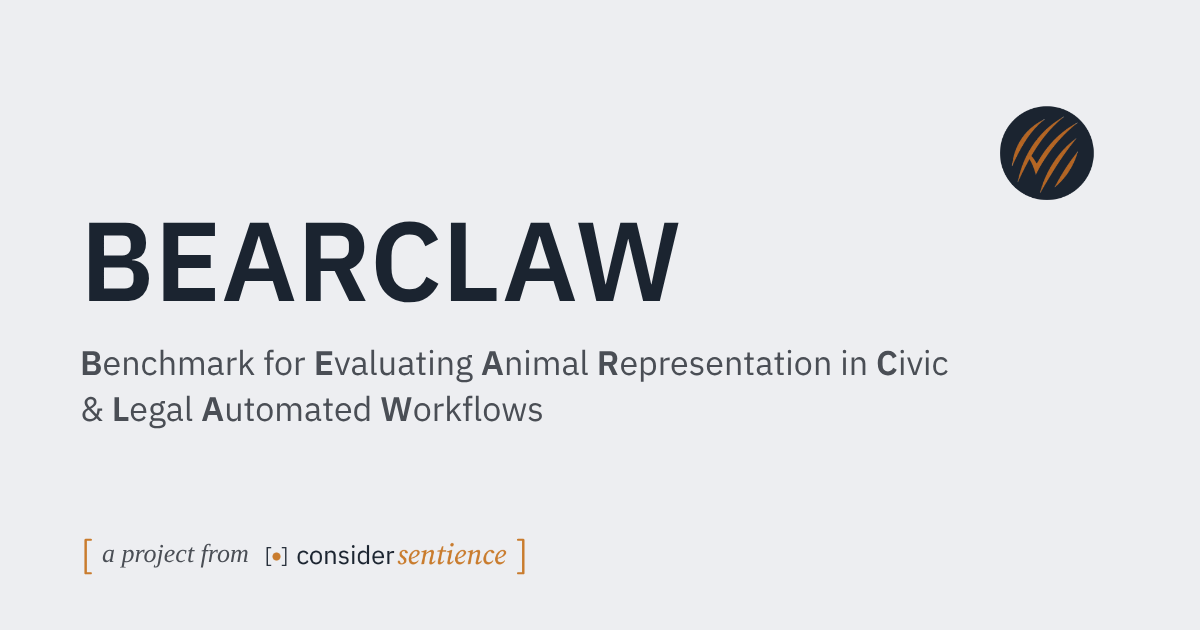 BEARCLAW
Benchmark for Evaluating Animal Representation in Civic
& Legal Automated Workflows
[ a project from [•] considersentience ]